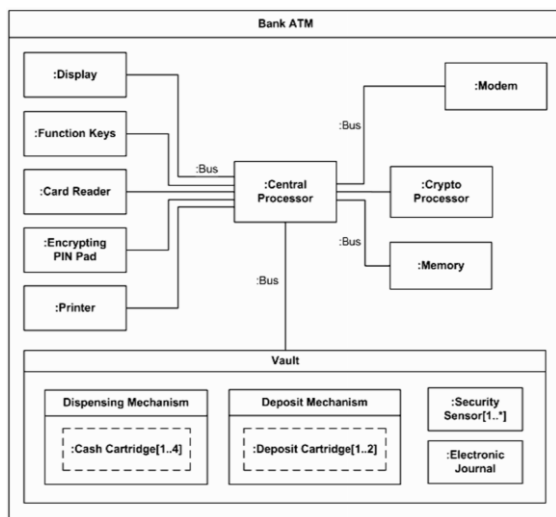 Bank ATM
:Display
:Modem
:Bus
:Function Keys
:Bus
:Central
Processor
:Card Reader
:Crypto
Processor
:Encrypting
PIN Pad
:Bus
:Memory
:Bus
:Printer
Vault
Dispensing Mechanism
Deposit Mechanism
:Security
Sensor[1..*]
:Cash Cartridge[1..4]
:Deposit Cartridge[1..2]
:Electronic
Journal